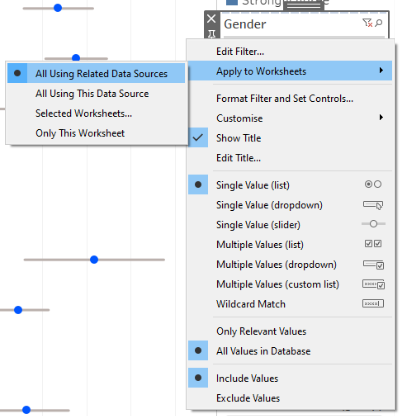 Gender
Edit Filter...
Apply to Worksheets
All Using Related Data Sources
All Using This Data Source
Selected Worksheets...
Only This Worksheet
Format Filter and Set Controls...
Customise
Show Title
Edit Title...
Single Value (list)
Single Value (dropdown)
Single Value (slider)
Multiple Values (list)
Multiple Values (dropdown)
Multiple Values (custom list)
Wildcard Match
Only Relevant Values
All Values in Database
Include Values
Exclude Values